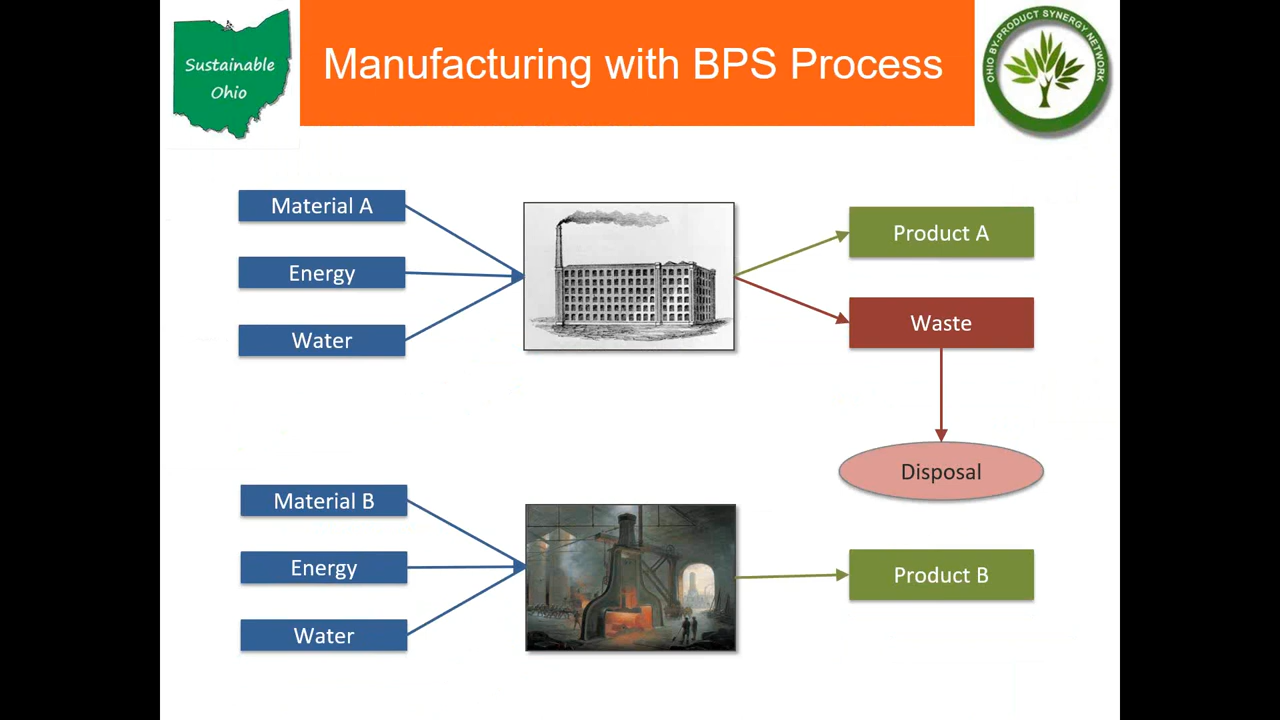 Sustainable
Ohio
Manufacturing with BPS Process
OHIO BY-PRODUCT SYNERGY NETWORK
Material A
Energy
Water
Product A
Waste
Disposal
Material B
Energy
Water
Product B